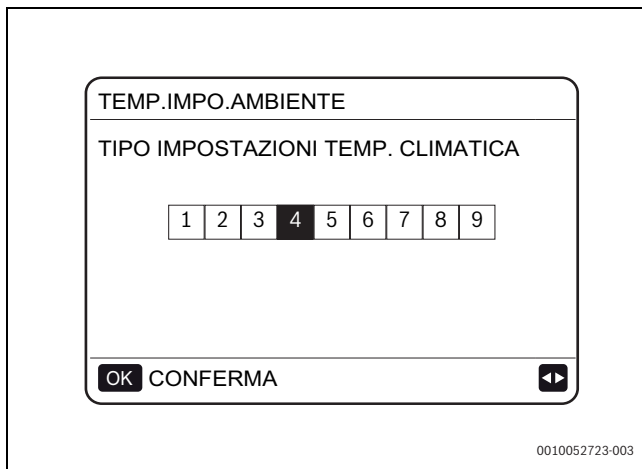 TEMP.IMPO.AMBIENTE
TIPO IMPOSTAZIONI TEMP. CLIMATICA
1 2 3 4 5 6 7 8 9
OK CONFERMA
0010052723-003